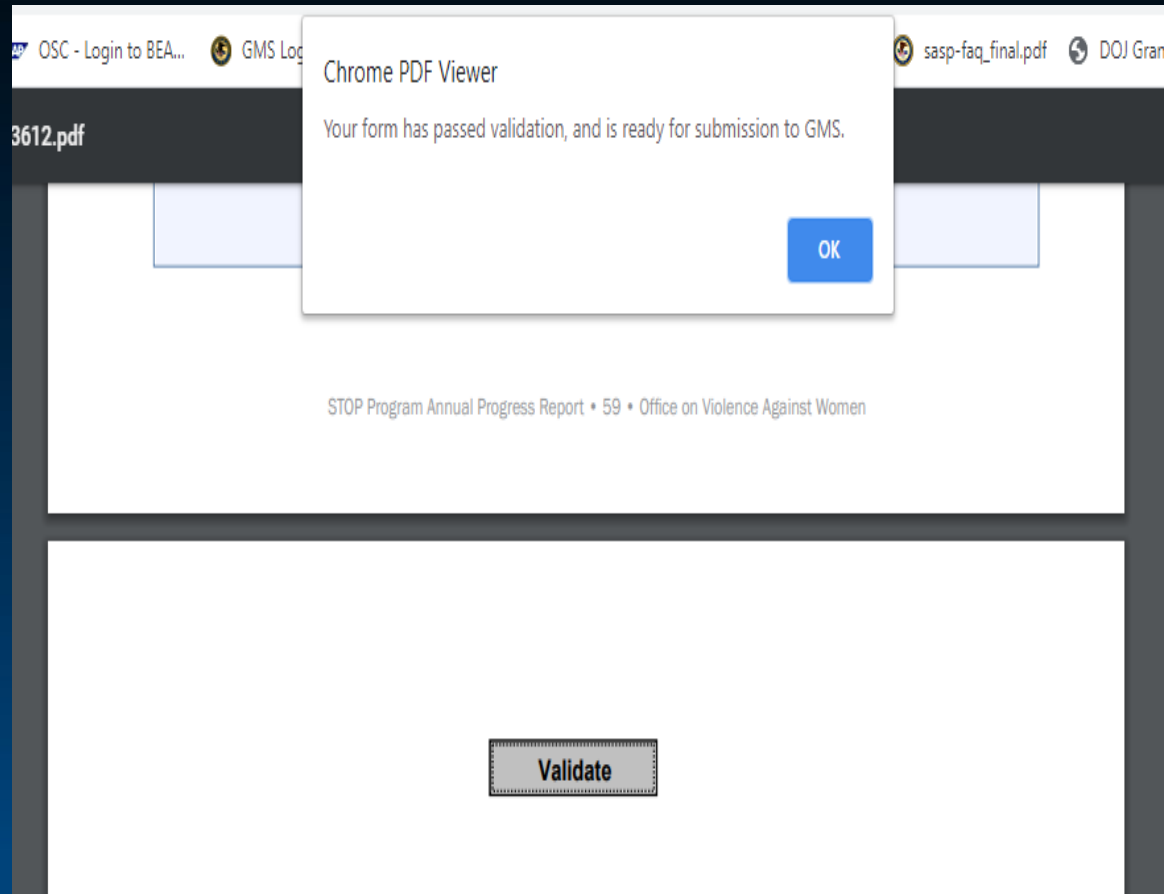 OSC - Login to BEA... GMS Log sasp-faq_final.pdf DOJ Gran
Chrome PDF Viewer
Your form has passed validation, and is ready for submission to GMS.
3612.pdf
OK
STOP Program Annual Progress Report • 59 • Office on Violence Against Women
Validate